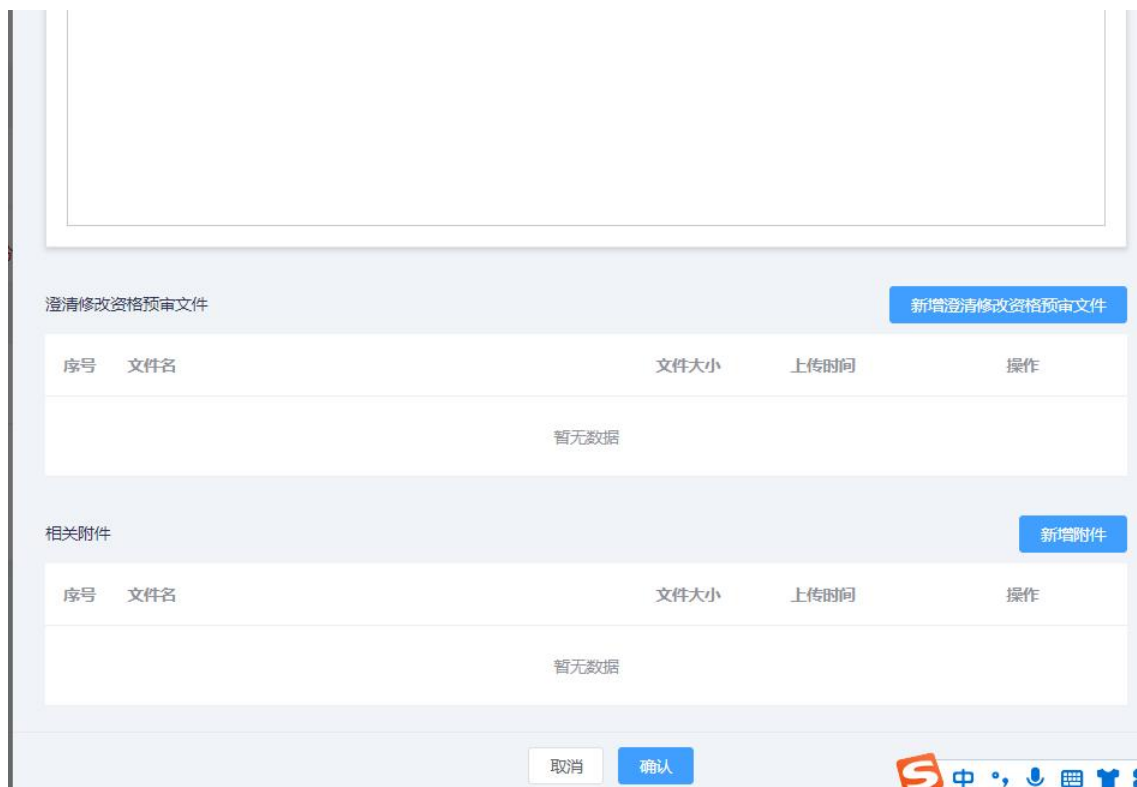 澄清修改资格预审文件 新增澄清修改资格预审文件
序号 文件名 文件大小 上传时间 操作
暂无数据
相关附件 新增附件
序号 文件名 文件大小 上传时间 操作
暂无数据
取消 确认
中